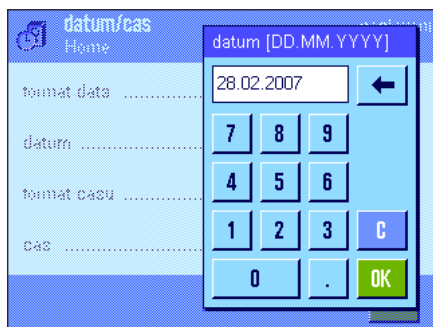 datum/cas
Home
format data ..............
datum ....................
format casu ..............
cas ......................
datum [DD.MM.YYYY]
28.02.2007
7 8 9
4 5 6
1 2 3 C
0 . OK